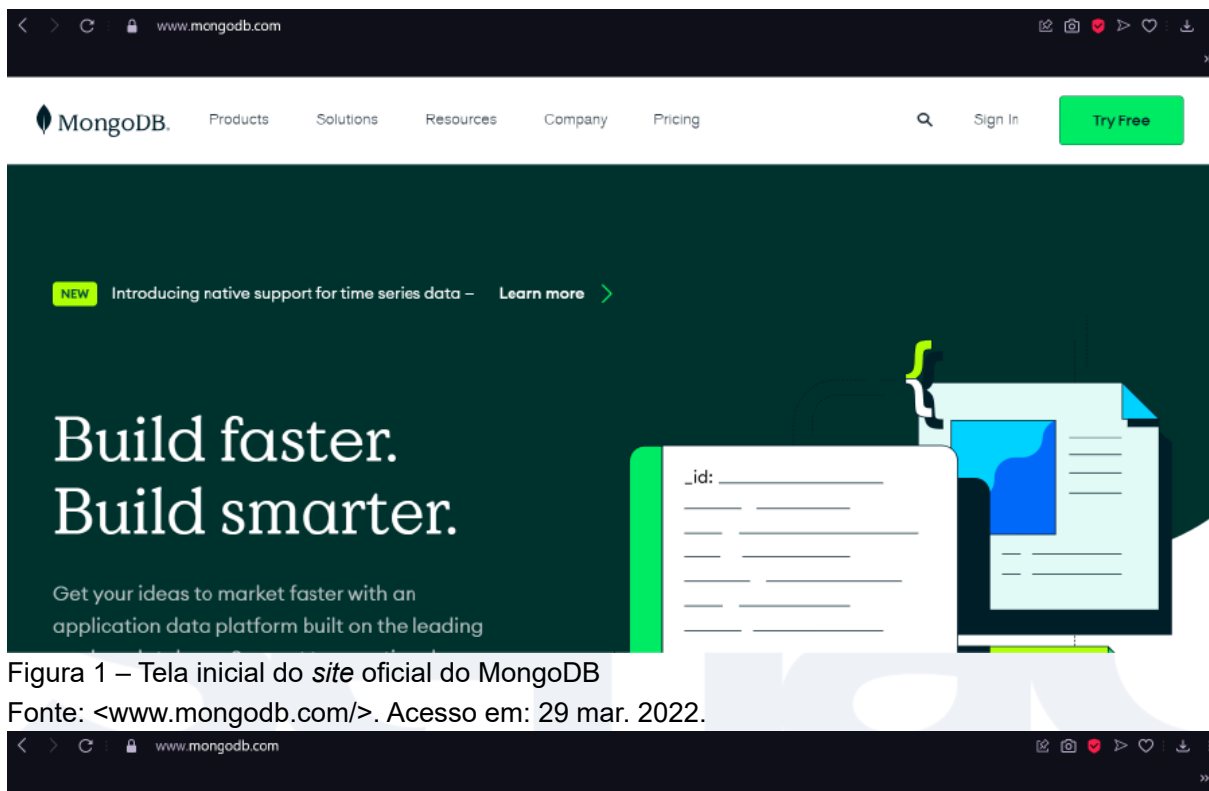 www.mongodb.com
MongoDB.
Products Solutions Resources Company Pricing
Sign In
Try Free
NEW Introducing native support for time series data – Learn more
Build faster.
Build smarter.
_id:
Get your ideas to market faster with an
application data platform built on the leading
Figura 1 – Tela inicial do site oficial do MongoDB
Fonte: <www.mongodb.com/>. Acesso em: 29 mar. 2022.
www.mongodb.com